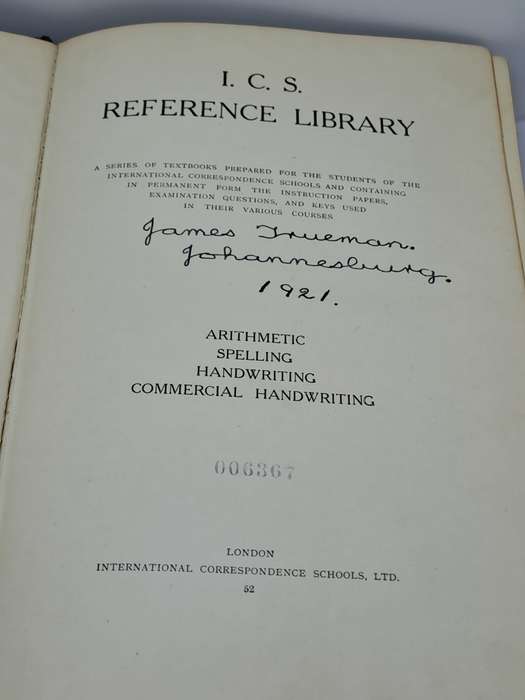 I. C. S.
REFERENCE LIBRARY
A SERIES OF TEXTBOOKS PREPARED FOR THE STUDENTS OF THE
INTERNATIONAL CORRESPONDENCE SCHOOLS AND CONTAINING
IN PERMANENT FORM THE INSTRUCTION PAPERS,
EXAMINATION QUESTIONS, AND KEYS USED
IN THEIR VARIOUS COURSES
James Trueman.
Johannesburg.
1921.
ARITHMETIC
SPELLING
HANDWRITING
COMMERCIAL HANDWRITING
006367
LONDON
INTERNATIONAL CORRESPONDENCE SCHOOLS, LTD.
52